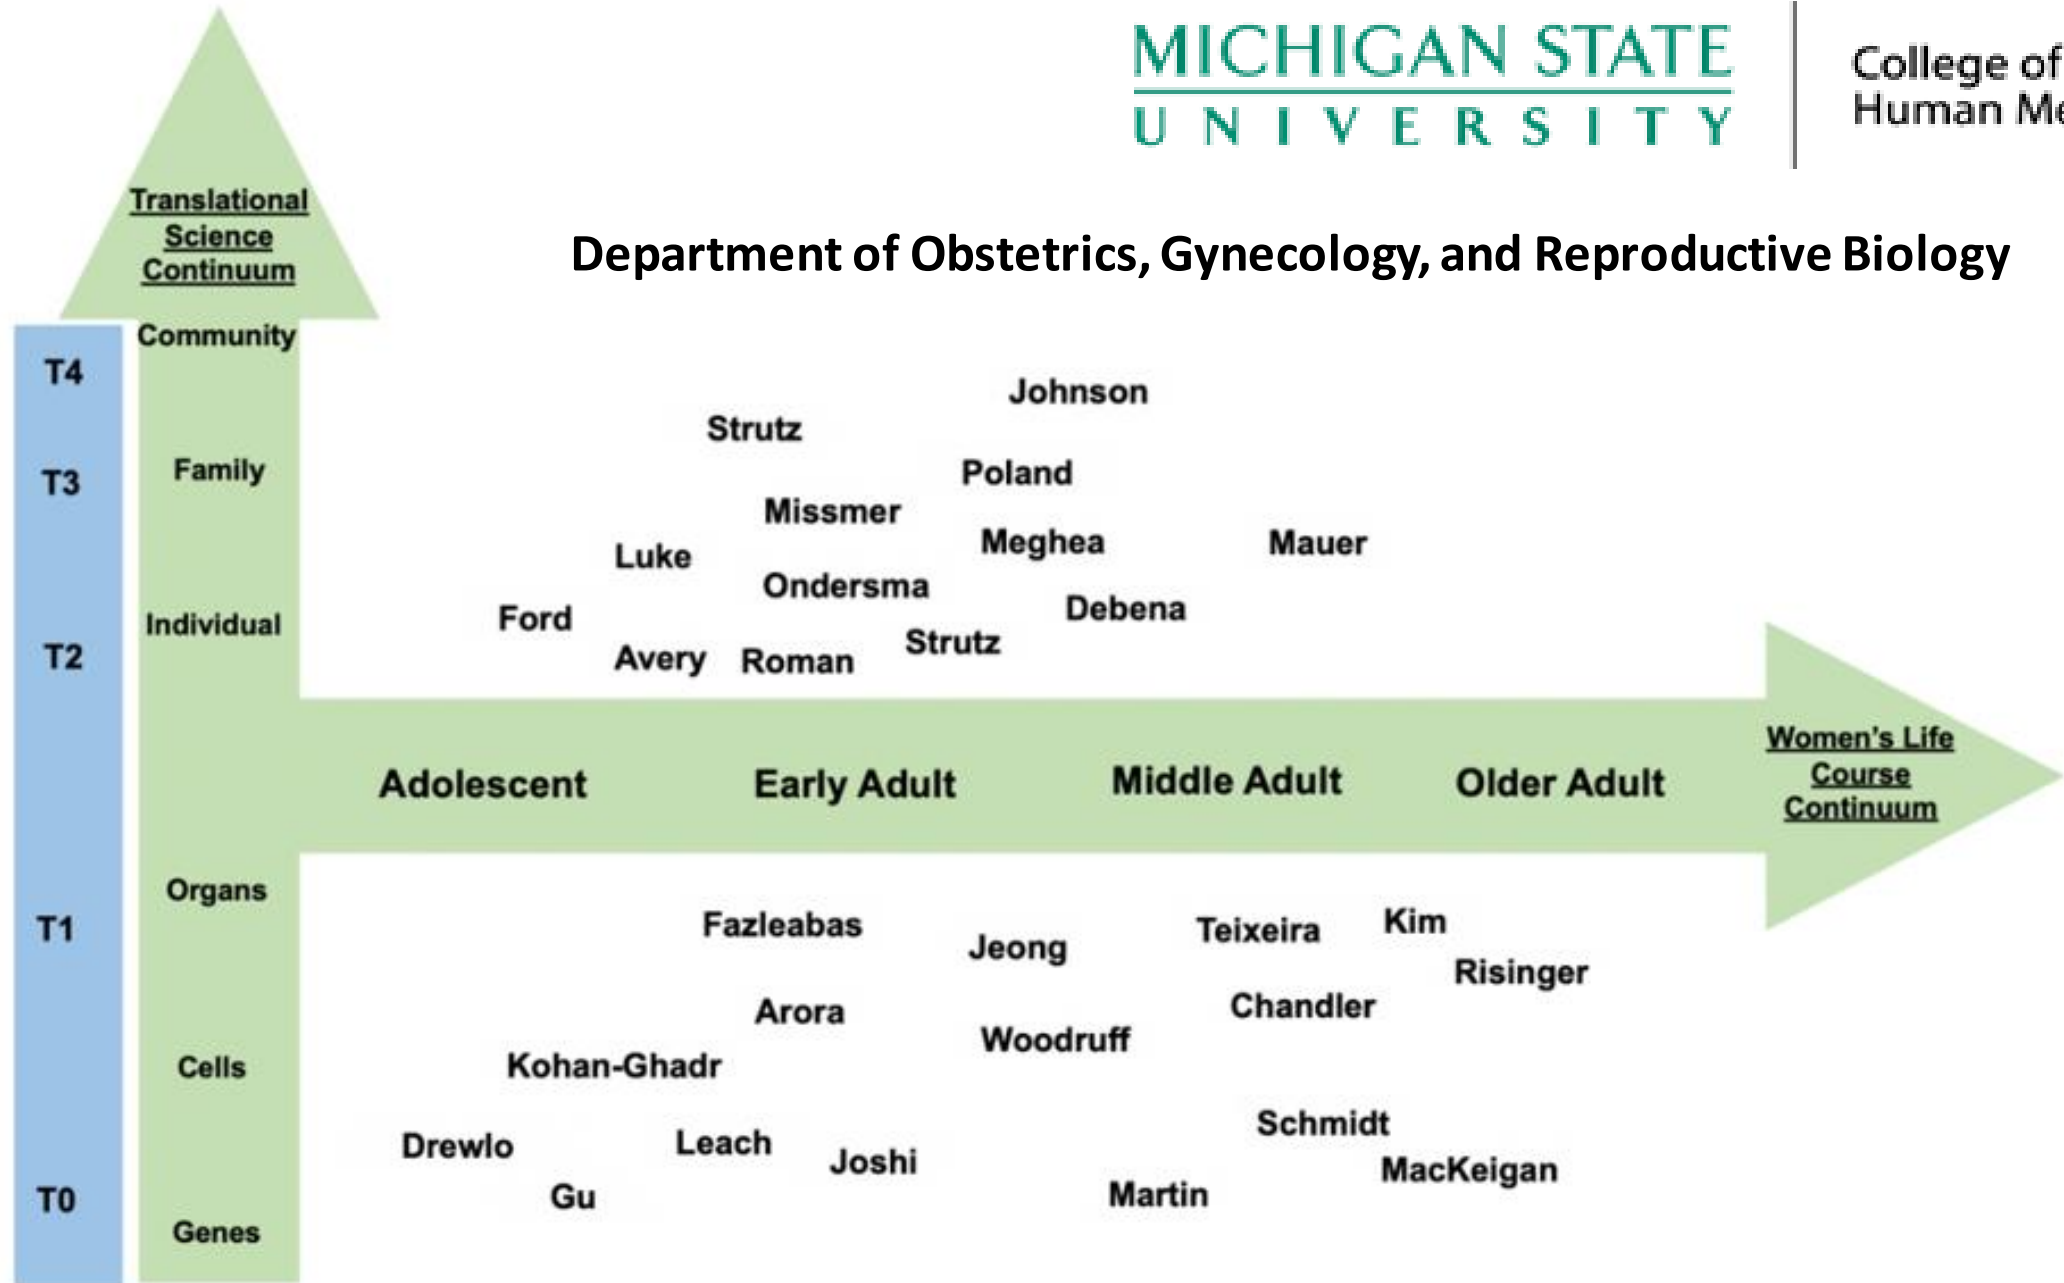 MICHIGAN STATE
UNIVERSITY
College of
Human Me
Department of Obstetrics, Gynecology, and Reproductive Biology
Translational
Science
Continuum
Community
T4
Johnson
Strutz
Family
T3
Poland
Missmer
Meghea
Mauer
Luke
Ondersma
Debena
Ford
Individual
Strutz
T2
Avery
Roman
Women's Life
Course
Continuum
Adolescent
Early Adult
Middle Adult
Older Adult
Organs
T1
Fazleabas
Jeong
Teixeira
Kim
Risinger
Arora
Chandler
Woodruff
Cells
Kohan-Ghadr
Schmidt
Drewlo
Leach
Joshi
MacKeigan
T0
Gu
Martin
Genes